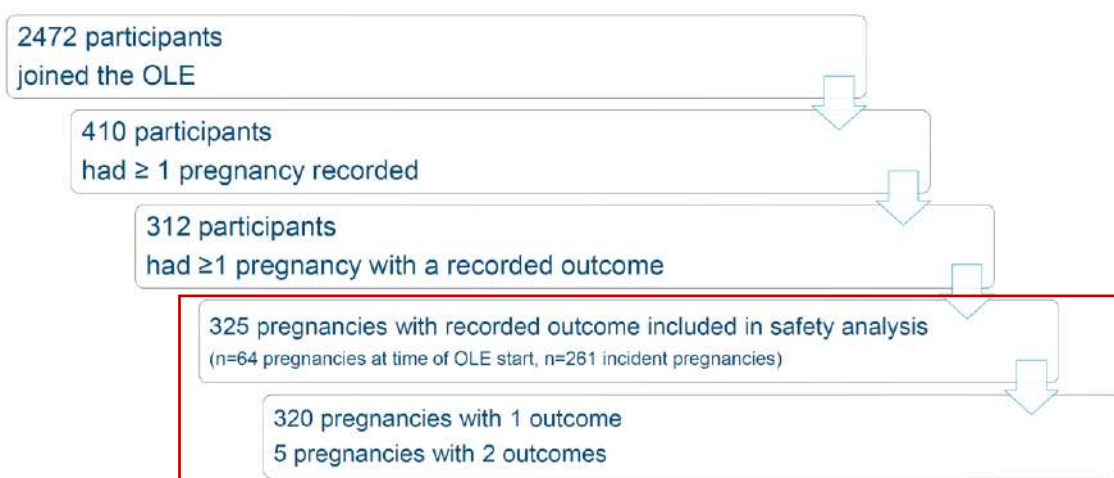 2472 participants
joined the OLE
410 participants
had ≥ 1 pregnancy recorded
312 participants
had ≥1 pregnancy with a recorded outcome
325 pregnancies with recorded outcome included in safety analysis
(n=64 pregnancies at time of OLE start, n=261 incident pregnancies)
320 pregnancies with 1 outcome
5 pregnancies with 2 outcomes